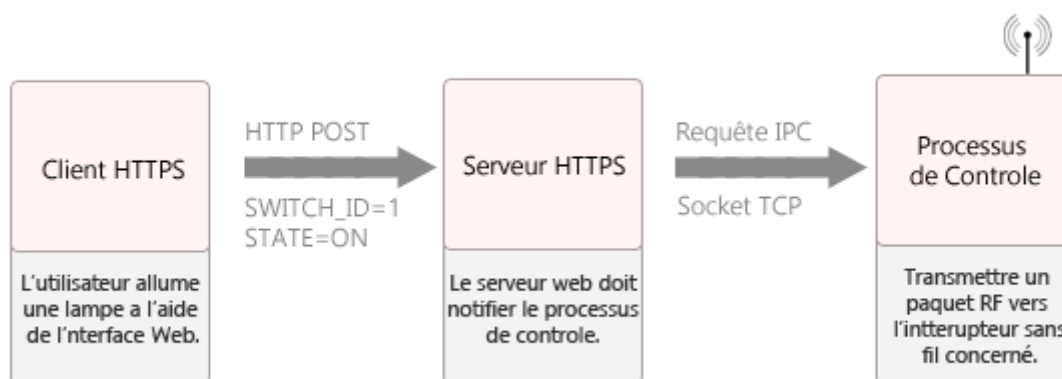 Client HTTPS
L'utilisateur allume
une lampe a l'aide
de l'nterface Web.
HTTP POST
SWITCH_ID=1
STATE=ON
Serveur HTTPS
Le serveur web doit
notifier le processus
de controle.
Requête IPC
Socket TCP
Processus
de Controle
Transmettre un
paquet RF vers
l'intterupteur sans
fil concerné.